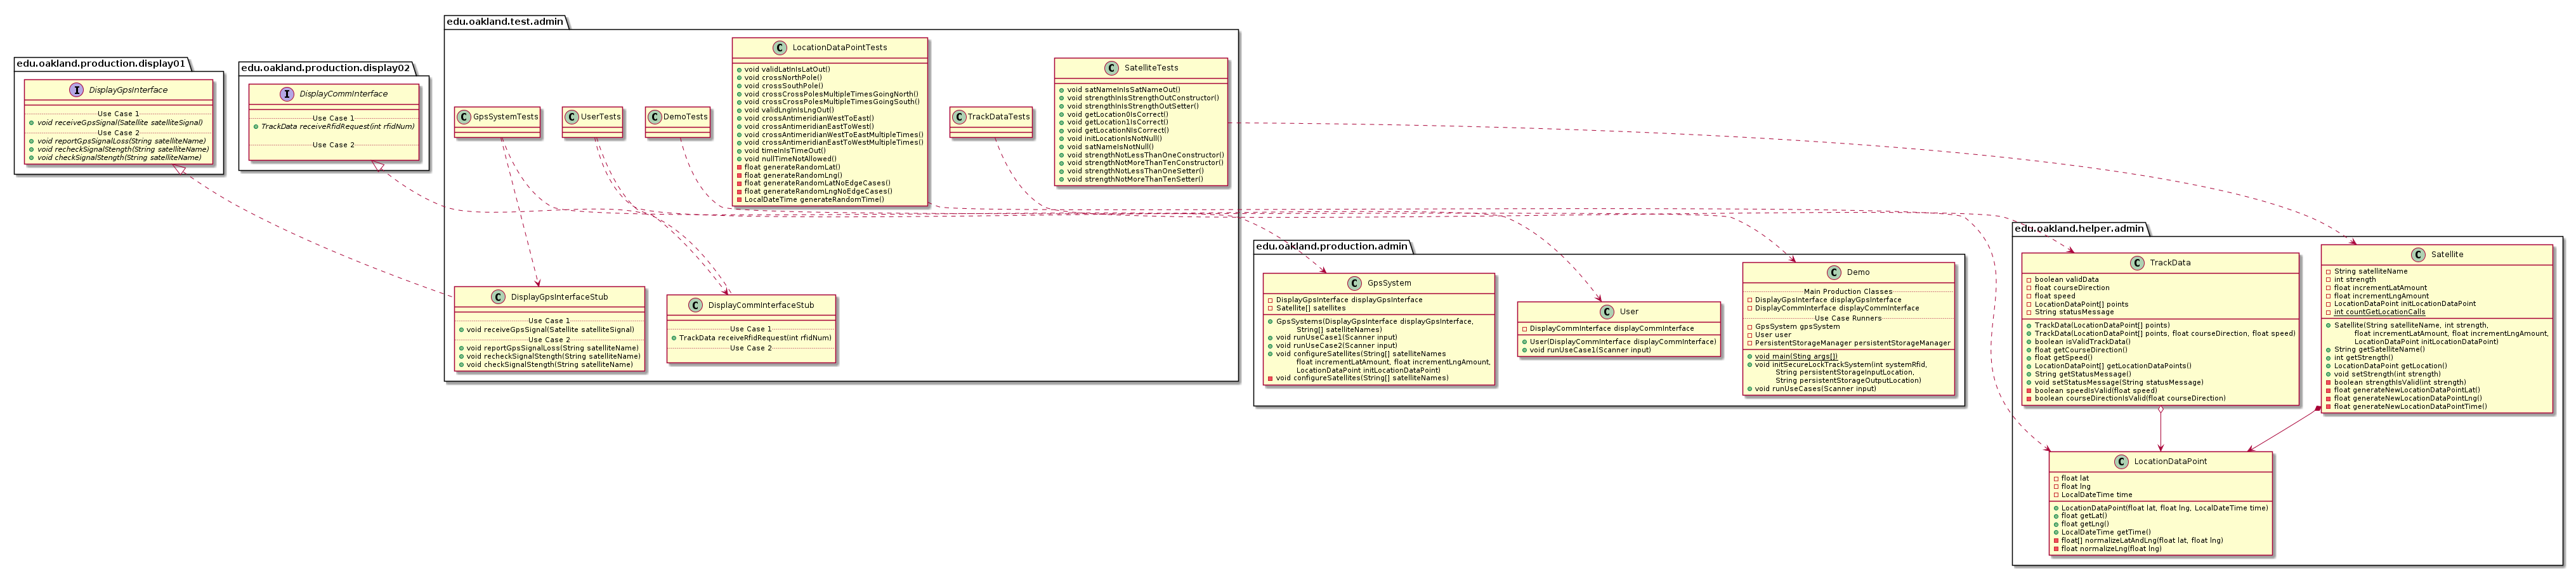 edu.oakland.production.display01
I DisplayGpsInterface
Use Case 1
void receiveGpsSignal(Satellite satelliteSignal)
Use Case 2
void reportGpsSignalLoss(String satelliteName)
void recheckSignalStength(String satelliteName)
void checkSignalStength(String satelliteName)
edu.oakland.production.display02
I DisplayCommInterface
Use Case 1
TrackData receiveRfidRequest(int rfidNum)
Use Case 2
edu.oakland.test.admin
C GpsSystemTests
C UserTests
C DemoTests
C LocationDataPointTests
void validLatInIsLatOut()
void crossNorthPole()
void crossSouthPole()
void crossCrossPolesMultipleTimesGoingNorth()
void crossCrossPolesMultipleTimesGoingSouth()
void validLngInIsLngOut()
void crossAntimeridianWestToEast()
void crossAntimeridianEastToWest()
void crossAntimeridianWestToEastMultipleTimes()
void crossAntimeridianEastToWestMultipleTimes()
void timeInIsTimeOut()
void nullTimeNotAllowed()
float generateRandomLat()
float generateRandomLng()
float generateRandomLatNoEdgeCases()
float generateRandomLngNoEdgeCases()
LocalDateTime generateRandomTime()
C TrackDataTests
C SatelliteTests
void satNameInIsSatNameOut()
void strengthInIsStrengthOutConstructor()
void strengthInIsStrengthOutSetter()
void getLocation0IsCorrect()
void getLocation1IsCorrect()
void getLocationNIsCorrect()
void initLocationIsNotNull()
void satNameIsNotNull()
void strengthNotLessThanOneConstructor()
void strengthNotMoreThanTenConstructor()
void strengthNotLessThanOneSetter()
void strengthNotMoreThanTenSetter()
C DisplayGpsInterfaceStub
Use Case 1
void receiveGpsSignal(Satellite satelliteSignal)
Use Case 2
void reportGpsSignalLoss(String satelliteName)
void recheckSignalStength(String satelliteName)
void checkSignalStength(String satelliteName)
C DisplayCommInterfaceStub
Use Case 1
TrackData receiveRfidRequest(int rfidNum)
Use Case 2
edu.oakland.production.admin
C GpsSystem
DisplayGpsInterface displayGpsInterface
Satellite[] satellites
GpsSystems(DisplayGpsInterface displayGpsInterface,
String[] satelliteNames)
void runUseCase1(Scanner input)
void runUseCase2(Scanner input)
void configureSatellites(String[] satelliteNames
float incrementLatAmount, float incrementLngAmount,
LocationDataPoint initLocationDataPoint)
void configureSatellites(String[] satelliteNames)
C User
DisplayCommInterface displayCommInterface
User(DisplayCommInterface displayCommInterface)
void runUseCase1(Scanner input)
C Demo
Main Production Classes
DisplayGpsInterface displayGpsInterface
DisplayCommInterface displayCommInterface
Use Case Runners
GpsSystem gpsSystem
User user
PersistentStorageManager persistentStorageManager
void main(String args[])
void initSecureLockTrackSystem(int systemRfid,
String persistentStorageInputLocation,
String persistentStorageOutputLocation)
void runUseCases(Scanner input)
edu.oakland.helper.admin
C TrackData
boolean validData
float courseDirection
float speed
LocationDataPoint[] points
String statusMessage
TrackData(LocationDataPoint[] points)
TrackData(LocationDataPoint[] points, float courseDirection, float speed)
boolean isValidTrackData()
float getCourseDirection()
float getSpeed()
LocationDataPoint[] getLocationDataPoints()
String getStatusMessage()
void setStatusMessage(String statusMessage)
boolean speedIsValid(float speed)
boolean courseDirectionIsValid(float courseDirection)
C Satellite
String satelliteName
int strength
float incrementLatAmount
float incrementLngAmount
LocationDataPoint initLocationDataPoint
int countGetLocationCalls
Satellite(String satelliteName, int strength,
float incrementLatAmount, float incrementLngAmount,
LocationDataPoint initLocationDataPoint)
String getSatelliteName()
int getStrength()
LocationDataPoint getLocation()
void setStrength(int strength)
boolean strengthIsValid(int strength)
float generateNewLocationDataPointLat()
float generateNewLocationDataPointLng()
float generateNewLocationDataPointTime()
C LocationDataPoint
float lat
float lng
LocalDateTime time
LocationDataPoint(float lat, float lng, LocalDateTime time)
float getLat()
float getLng()
LocalDateTime getTime()
float[] normalizeLatAndLng(float lat, float lng)
float normalizeLng(float lng)